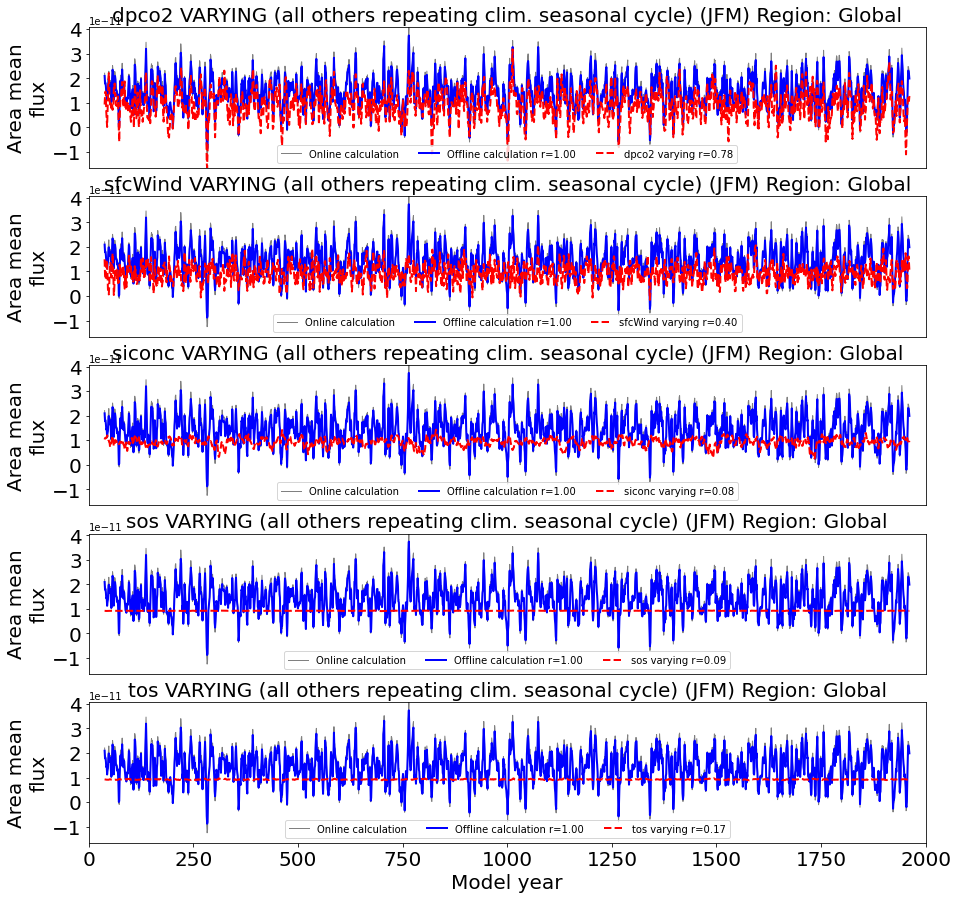 dpco2 VARYING (all others repeating clim. seasonal cycle) (JFM) Region: Global
1e−11
4
3
2
1
0
−1
Area mean
flux
Online calculation Offline calculation r=1.00 dpco2 varying r=0.78
sfcWind VARYING (all others repeating clim. seasonal cycle) (JFM) Region: Global
1e−11
4
3
2
1
0
−1
Area mean
flux
Online calculation Offline calculation r=1.00 sfcWind varying r=0.40
siconc VARYING (all others repeating clim. seasonal cycle) (JFM) Region: Global
1e−11
4
3
2
1
0
−1
Area mean
flux
Online calculation Offline calculation r=1.00 siconc varying r=0.08
sos VARYING (all others repeating clim. seasonal cycle) (JFM) Region: Global
1e−11
4
3
2
1
0
−1
Area mean
flux
Online calculation Offline calculation r=1.00 sos varying r=0.09
tos VARYING (all others repeating clim. seasonal cycle) (JFM) Region: Global
1e−11
4
3
2
1
0
−1
Area mean
flux
Online calculation Offline calculation r=1.00 tos varying r=0.17
0 250 500 750 1000 1250 1500 1750 2000
Model year